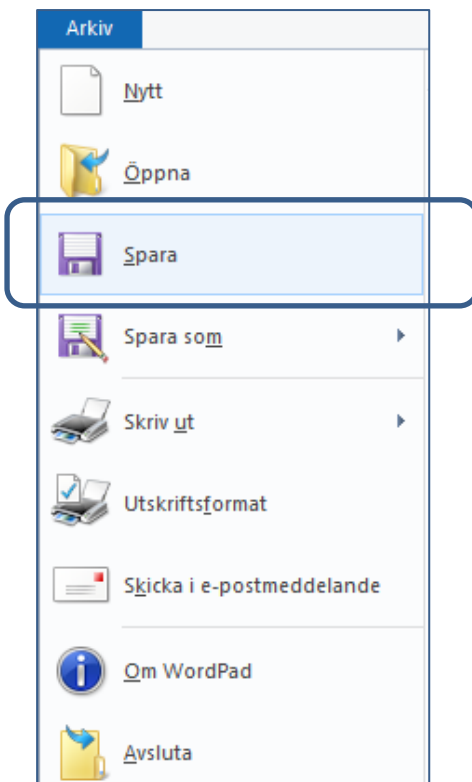 Arkiv
Nytt
Öppna
Spara
Spara som
Skriv ut
Utskriftsformat
Skicka i e-postmeddelande
Om WordPad
Avsluta